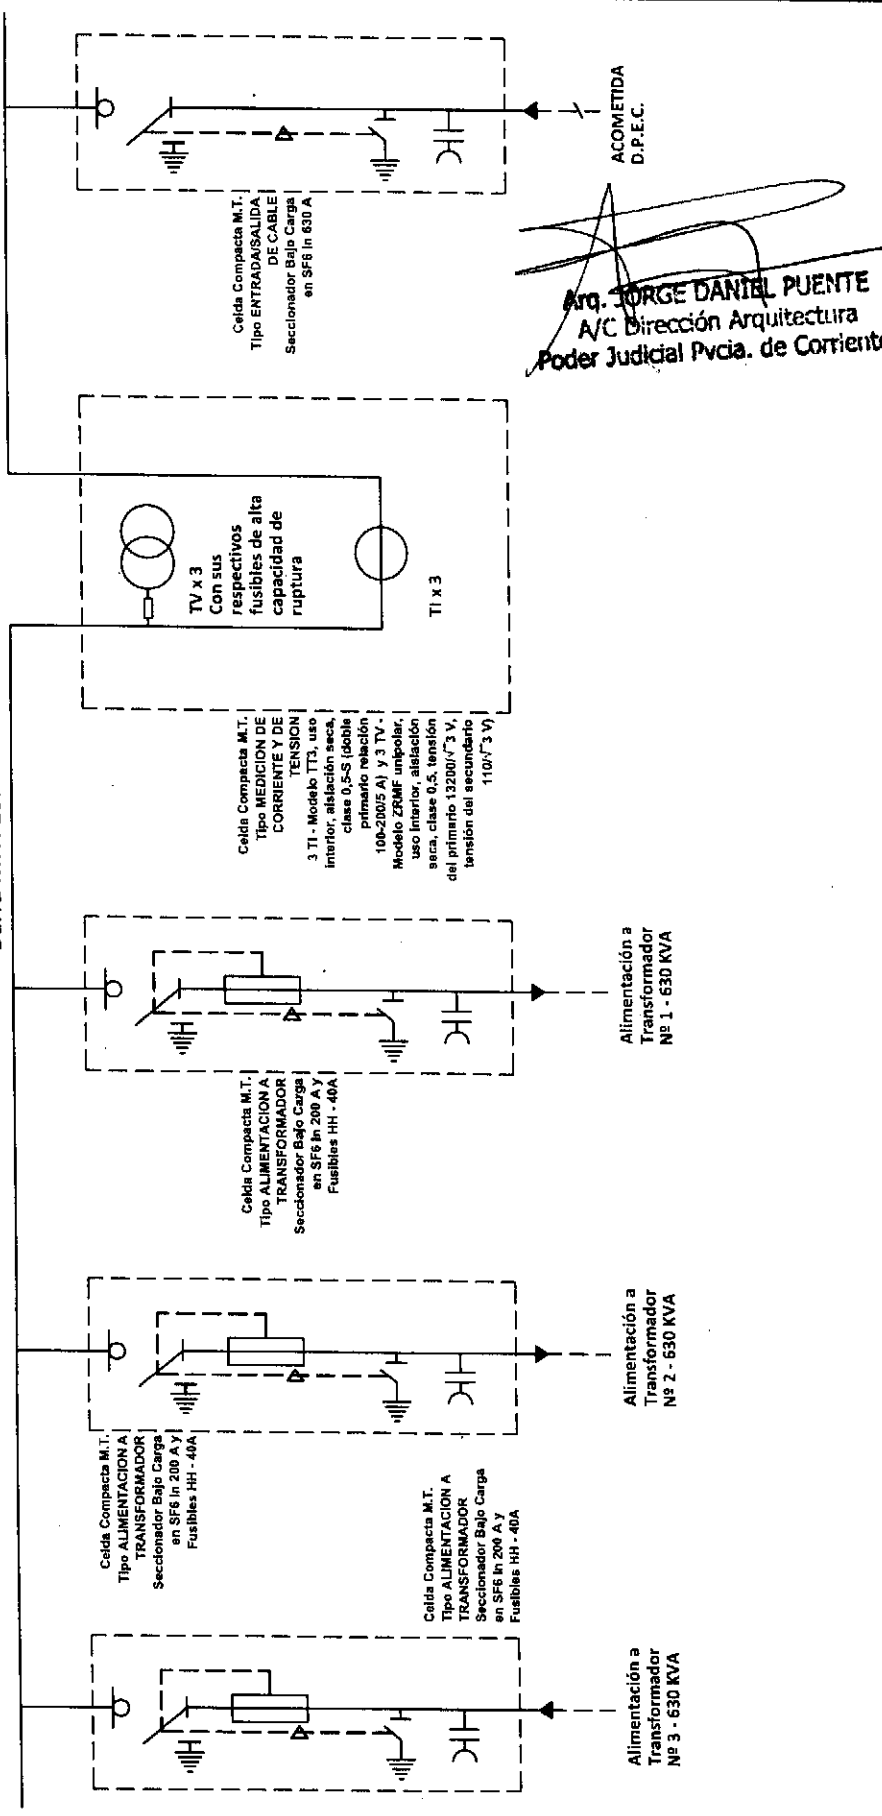 Celda Compacta M.T.
Tipo ENTRADA/SALIDA
DE CABLE
Seccionador Bajo Carga
en SF6 In 630 A
ACOMETIDA
D.P.E.C.
Arq. JORGE DANIEL PUENTE
A/C Dirección Arquitectura
Poder Judicial Pvcia. de Corriente
TV x 3
Con sus
respectivos
fusibles de alta
capacidad de
ruptura
TI x 3
Celda Compacta M.T.
Tipo MEDICION DE
CORRIENTE Y DE
TENSION
3 TI - Modelo TT3, uso
interior, aislación seca,
clase 0,5-S (doble
primario relación
100-200/5 A) y 3 TV -
Modelo ZRMF unipolar,
uso interior, aislación
seca, clase 0,5, tensión
del primario 13200/√3 V,
tensión del secundario
110/√3 V)
Celda Compacta M.T.
Tipo ALIMENTACION A
TRANSFORMADOR
Seccionador Bajo Carga
en SF6 In 200 A y
Fusibles HH - 40A
Alimentación a
Transformador
Nº 1 - 630 KVA
Celda Compacta M.T.
Tipo ALIMENTACION A
TRANSFORMADOR
Seccionador Bajo Carga
en SF6 In 200 A y
Fusibles HH - 40A
Alimentación a
Transformador
Nº 2 - 630 KVA
Celda Compacta M.T.
Tipo ALIMENTACION A
TRANSFORMADOR
Seccionador Bajo Carga
en SF6 In 200 A y
Fusibles HH - 40A
Alimentación a
Transformador
Nº 3 - 630 KVA